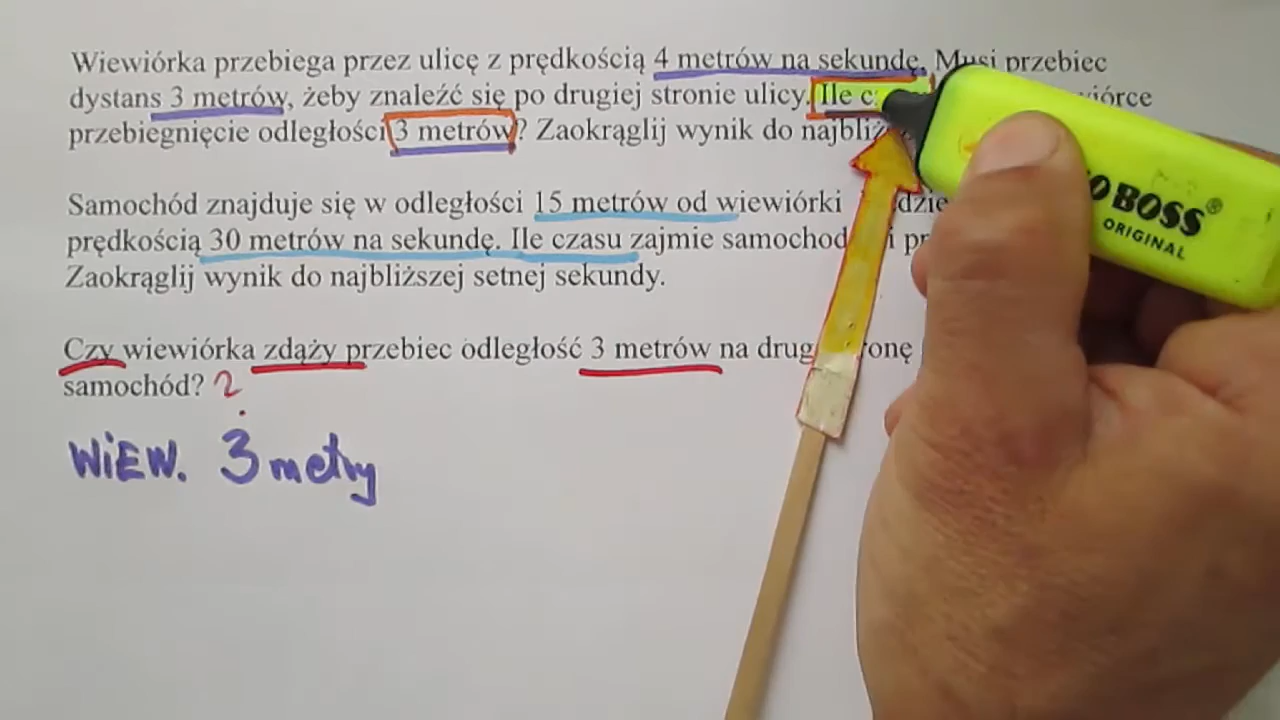 Wiewiórka przebiega przez ulicę z prędkością 4 metrów na sekundę. Musi przebiec
dystans 3 metrów, żeby znaleźć się po drugiej stronie ulicy. Ile
przebiegnięcie odległości 3 metrów? Zaokrąglij wynik do
Samochód znajduje się w odległości 15 metrów od wiewiórki
prędkością 30 metrów na sekundę. Ile czasu zajmie
Zaokrąglij wynik do najbliższej setnej sekundy.
Czy wiewiórka zdąży przebiec odległość 3 metrów na
samochód? 2
WiEW. 3 metry
BOSS®
ORIGINAL